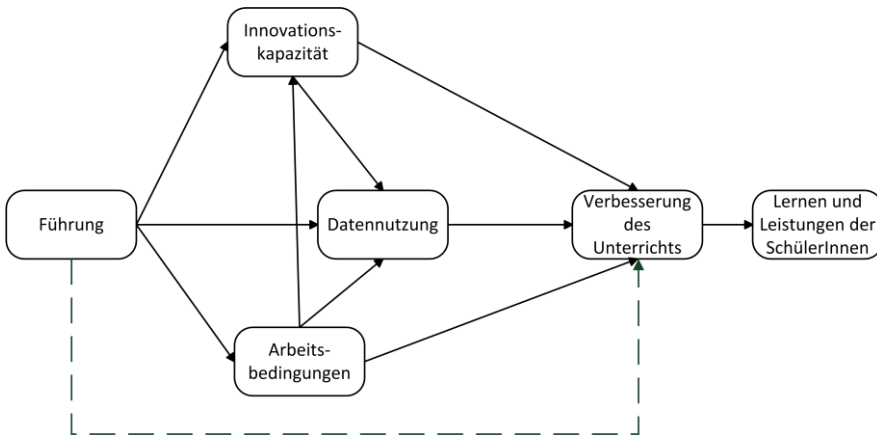 Innovations-
kapazität
Führung
Datennutzung
Verbesserung
des
Unterrichts
Lernen und
Leistungen der
SchülerInnen
Arbeits-
bedingungen